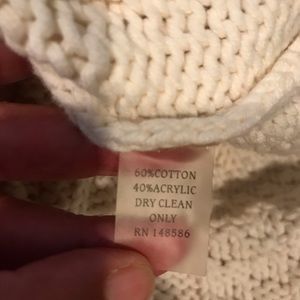 60%COTTON
40%ACRYLIC
DRY CLEAN
ONLY
RN 148586